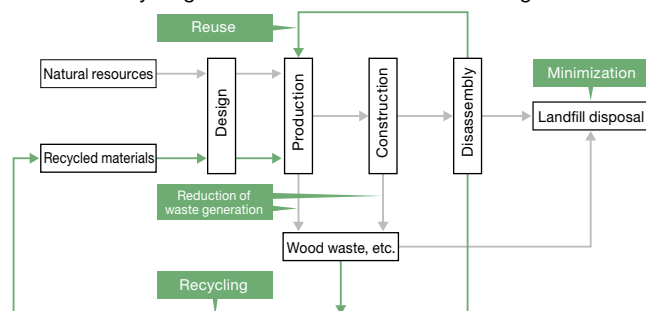 Reuse
Natural resources
Minimization
Design
Production
Construction
Disassembly
Landfill disposal
Recycled materials
Reduction of
waste generation
Wood waste, etc.
Recycling